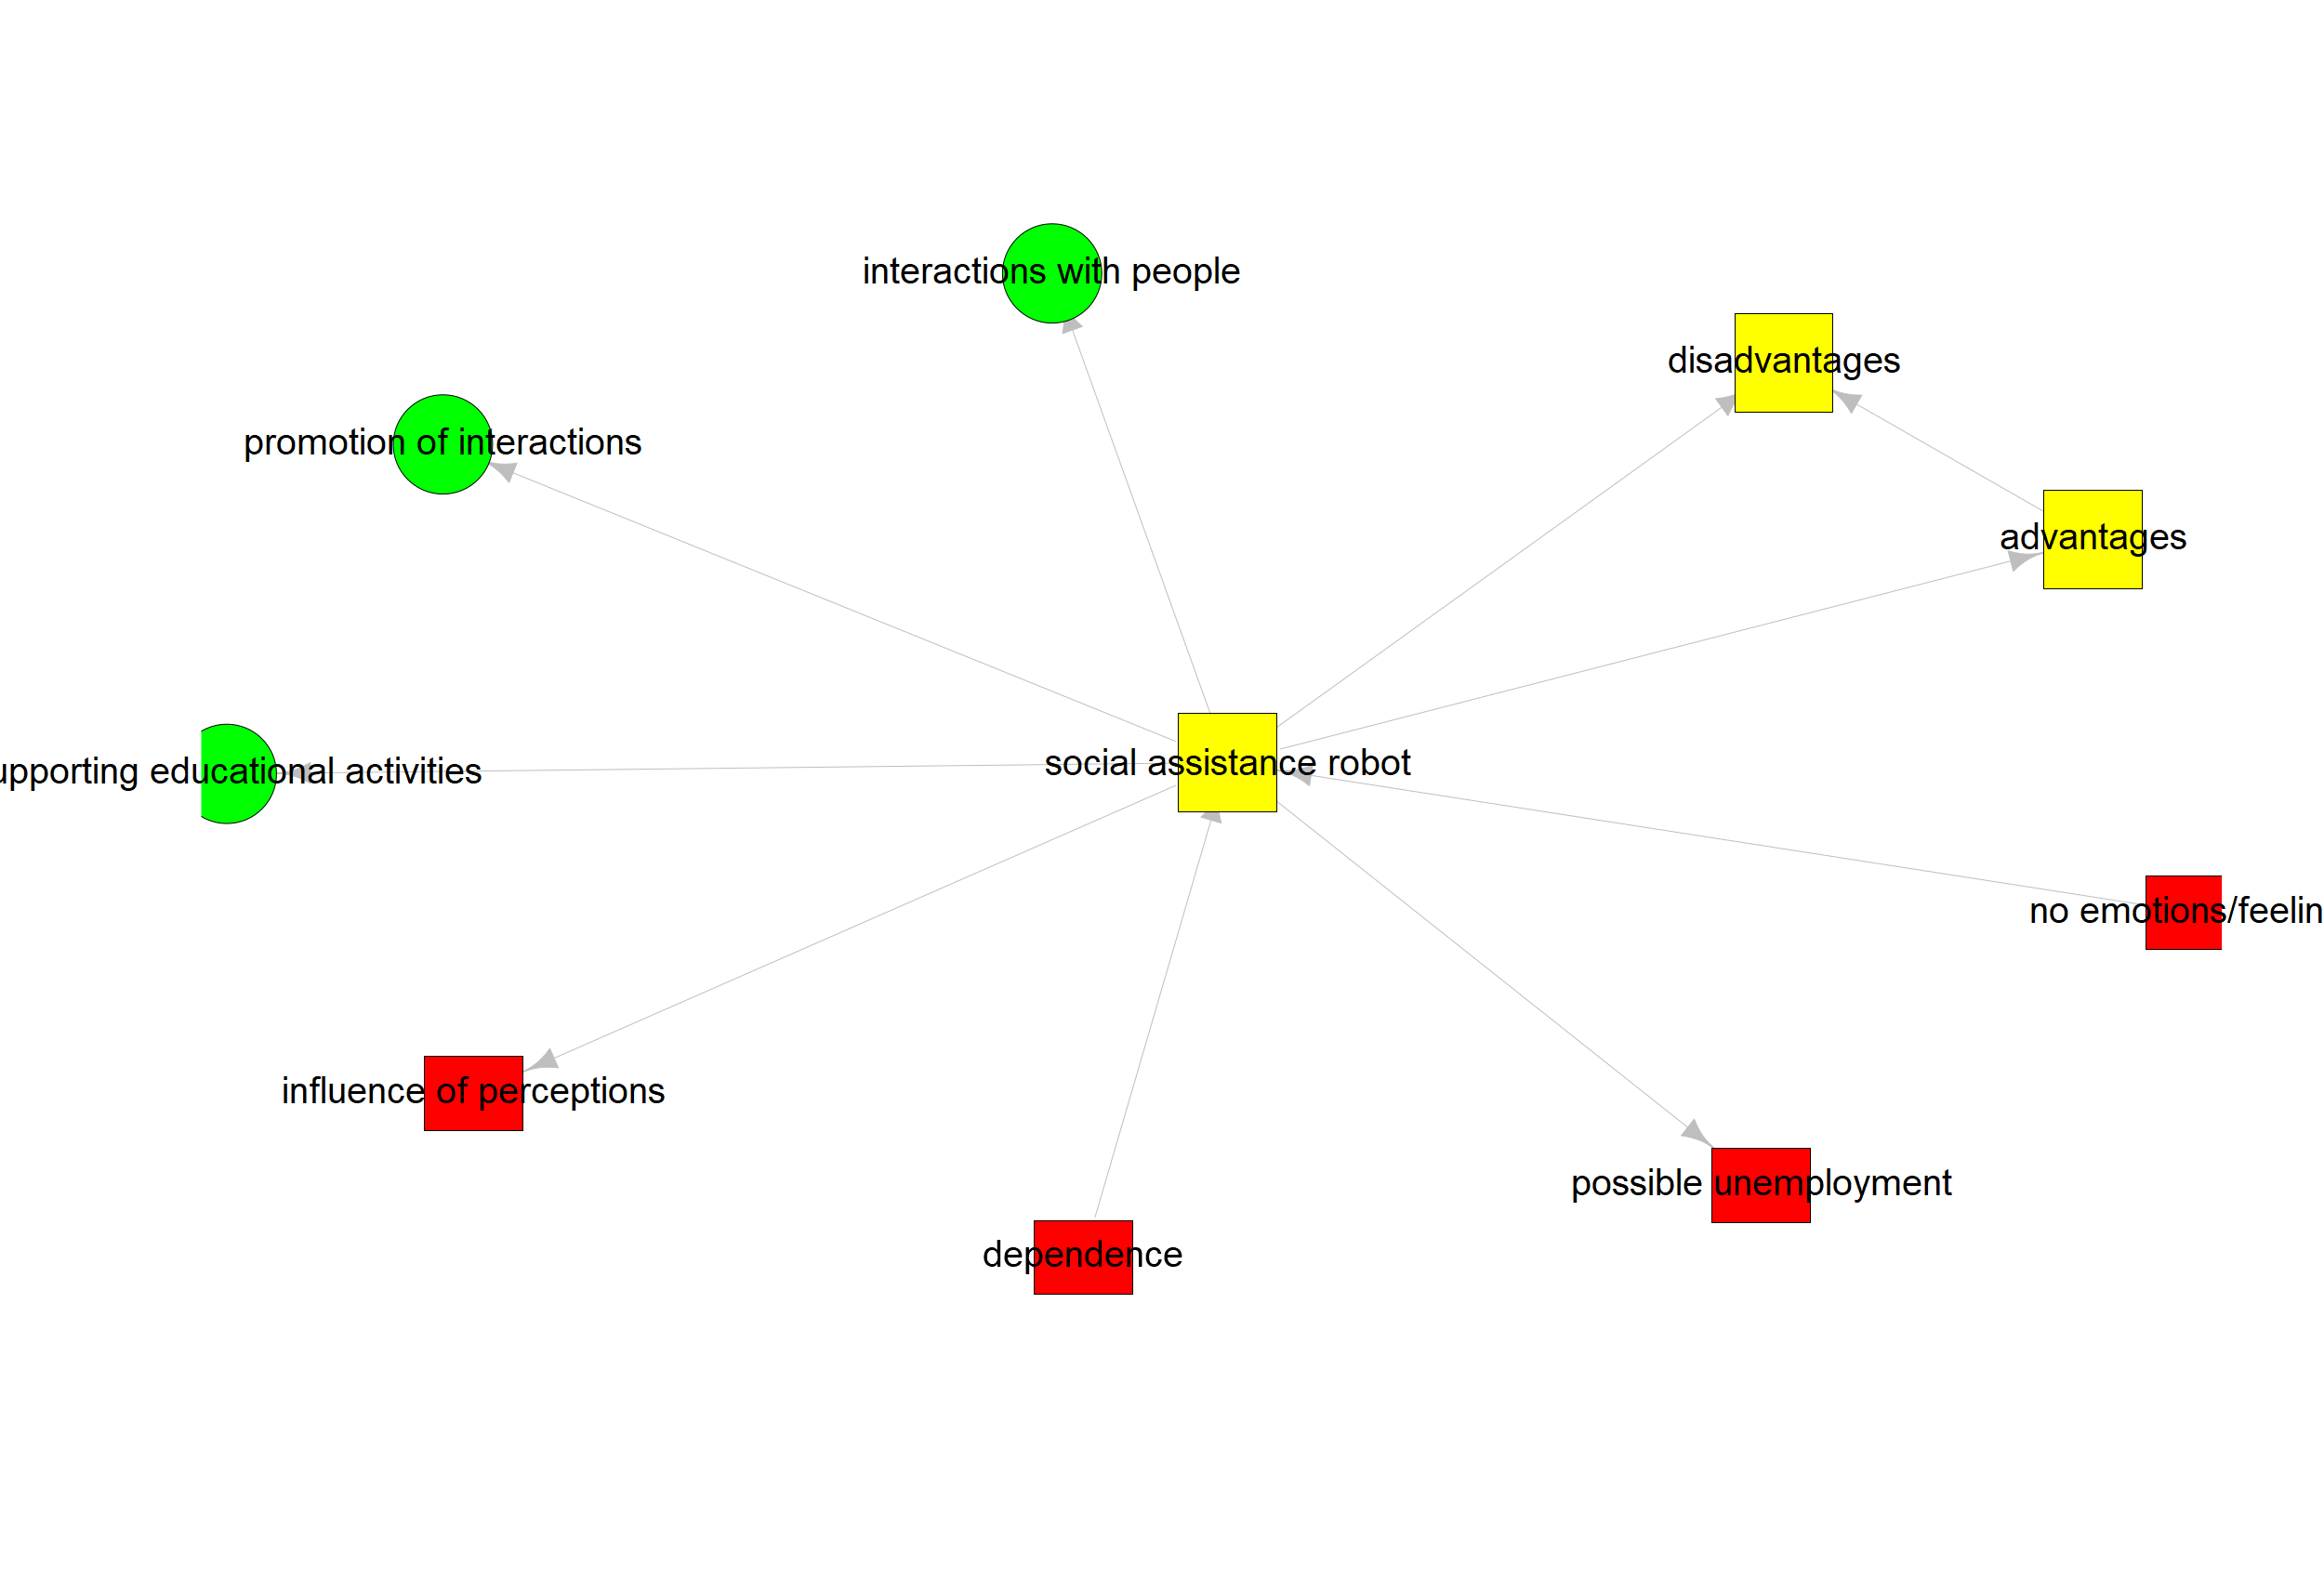 interactions with people
disadvantages
promotion of interactions
advantages
social assistance robot
upporting educational activities
no emotions/feelin
influence of perceptions
possible unemployment
dependence